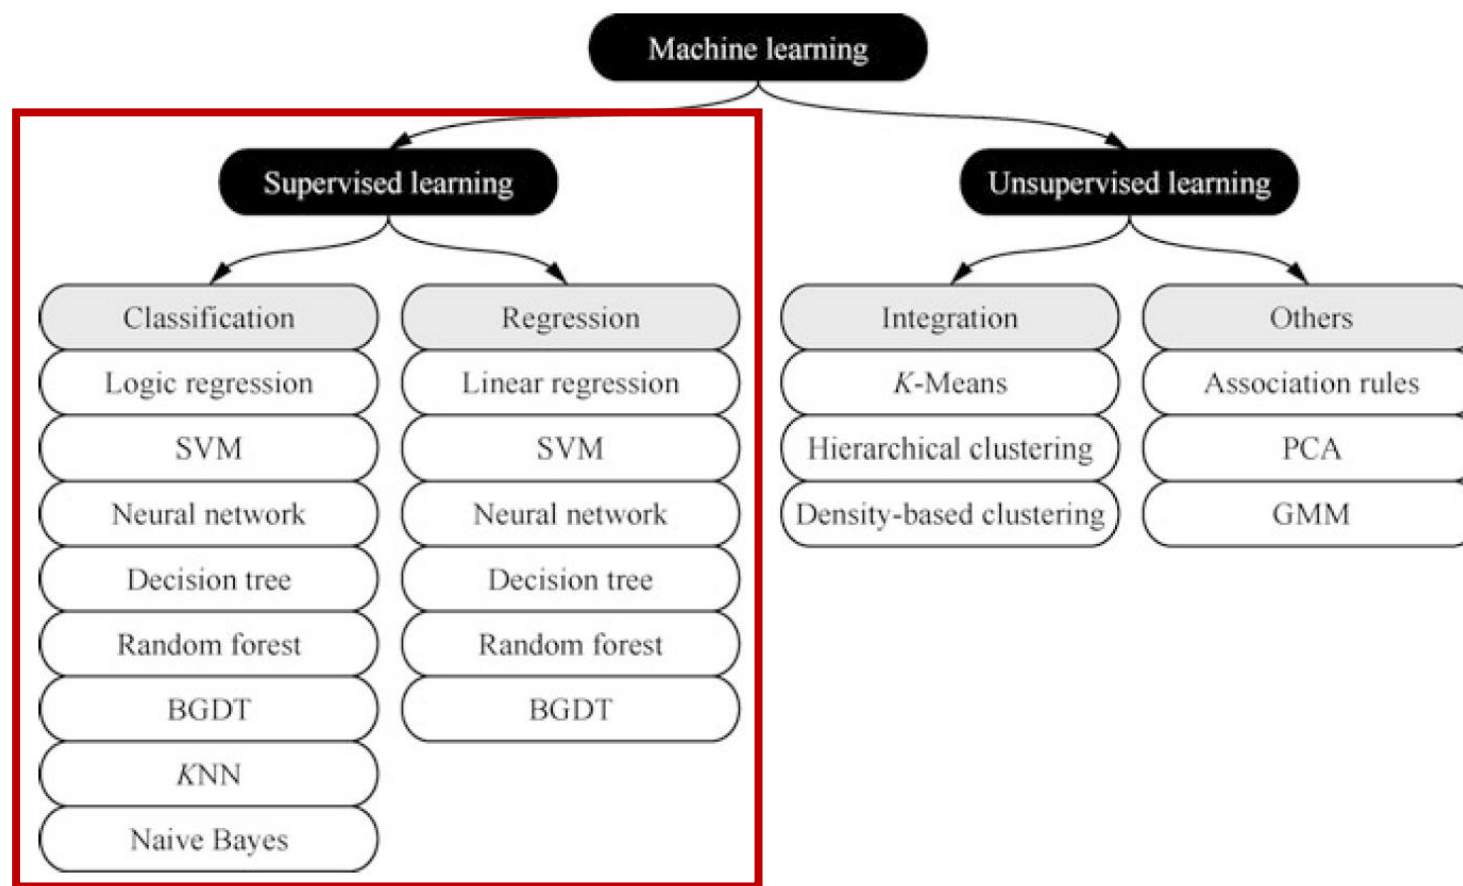 Machine learning
Supervised learning
Unsupervised learning
Classification
Logic regression
SVM
Neural network
Decision tree
Random forest
BGDT
KNN
Naive Bayes
Regression
Linear regression
SVM
Neural network
Decision tree
Random forest
BGDT
Integration
K-Means
Hierarchical clustering
Density-based clustering
Others
Association rules
PCA
GMM